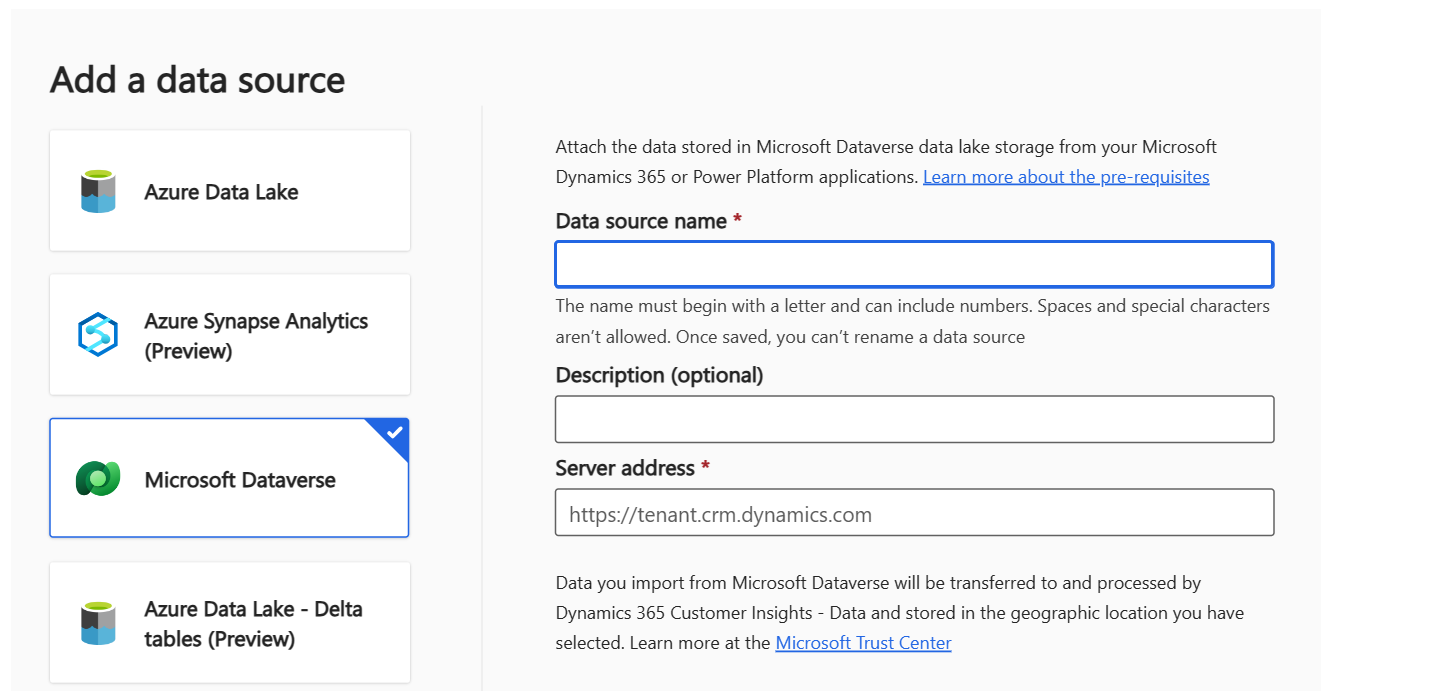 Add a data source
Azure Data Lake
Azure Synapse Analytics
(Preview)
Microsoft Dataverse
Azure Data Lake - Delta
tables (Preview)
Attach the data stored in Microsoft Dataverse data lake storage from your Microsoft
Dynamics 365 or Power Platform applications. Learn more about the pre-requisites
Data source name *
The name must begin with a letter and can include numbers. Spaces and special characters
aren’t allowed. Once saved, you can’t rename a data source
Description (optional)
Server address *
https://tenant.crm.dynamics.com
Data you import from Microsoft Dataverse will be transferred to and processed by
Dynamics 365 Customer Insights - Data and stored in the geographic location you have
selected. Learn more at the Microsoft Trust Center